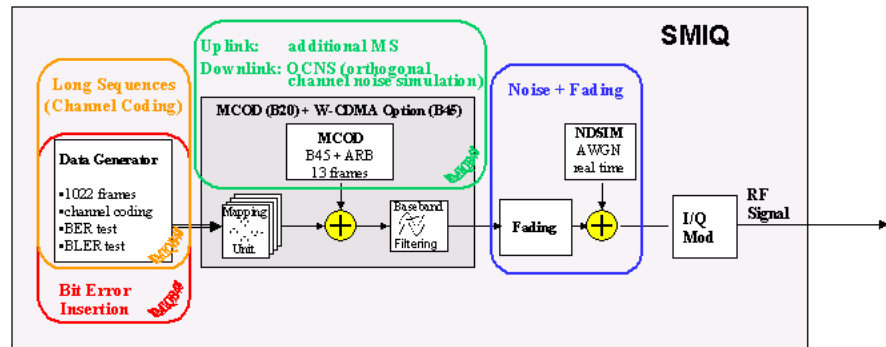 SMIQ
Uplink: additional MS
Downlink: OCNS (orthogonal
channel noise simulation)
Long Sequences
(Channel Coding)
Noise + Fading
MCOD (B20) + W-CDMA Option (B45)
MCOD
B45 + ARB
13 frames
NDSIM
AWGN
real time
Data Generator
▪1022 frames
▪channel coding
▪BER test
▪BLER test
Mapping
Unit
Baseband
Filtering
Fading
I/Q
Mod
RF
Signal
Bit Error
Insertion